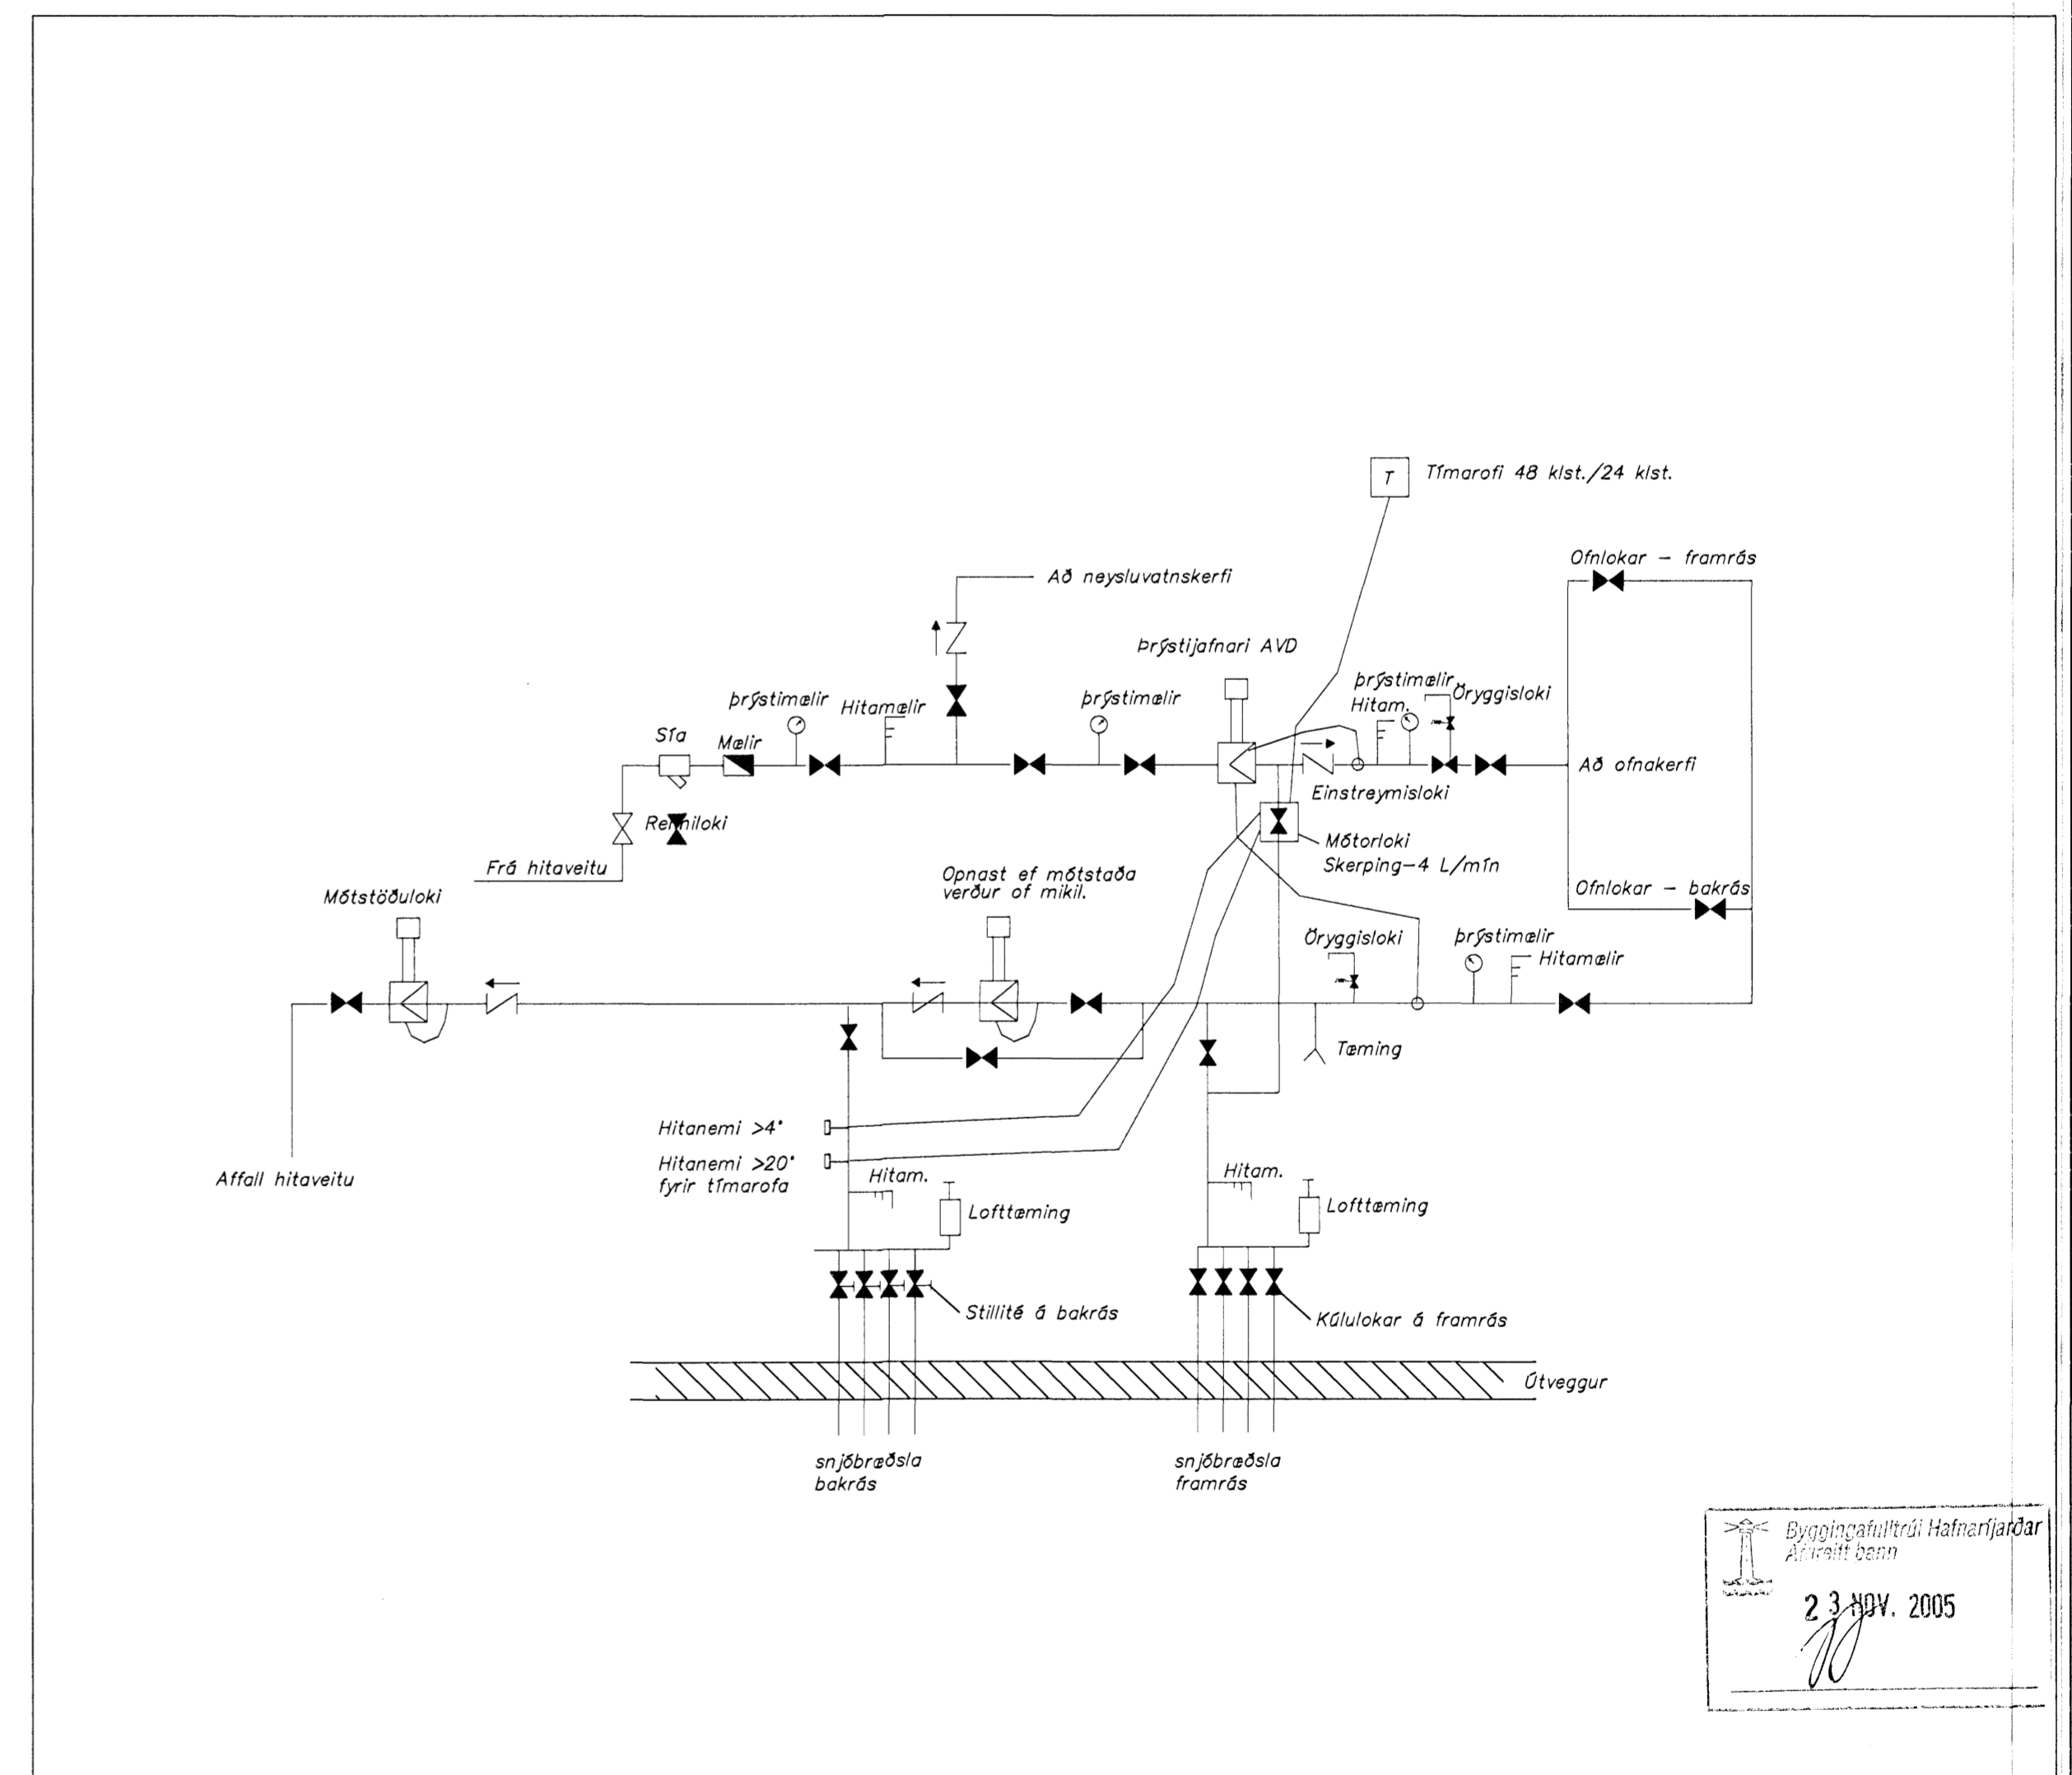 T
Tímarofi 48 klst./24 klst.
Ofnlokar - framrás
Að neysluvatnskerfi
Þrýstijafnari AVD
þrýstimælir
Hitamælir
þrýstimælir
þrýstimælir
Hitam.
Öryggisloki
Sía
Mælir
Að ofnakerfi
Einstreymisloki
Renniloki
Mótorloki
Skerping-4 L/mín
Frá hitaveitu
Opnast ef mótstaða
verður of mikil.
Mótstöðuloki
Ofnlokar - bakrás
Öryggisloki
þrýstimælir
Hitamælir
Tæming
Hitanemi >4°
Hitanemi >20°
fyrir tímarofa
Affall hitaveitu
Hitam.
Lofttæming
Hitam.
Lofttæming
Stillité á bakrás
Kúlulokar á framrás
Útveggur
snjóbræðsla
bakrás
snjóbræðsla
framrás
Byggingafulltrúi Hafnarfjarðar
23 NOV. 2005